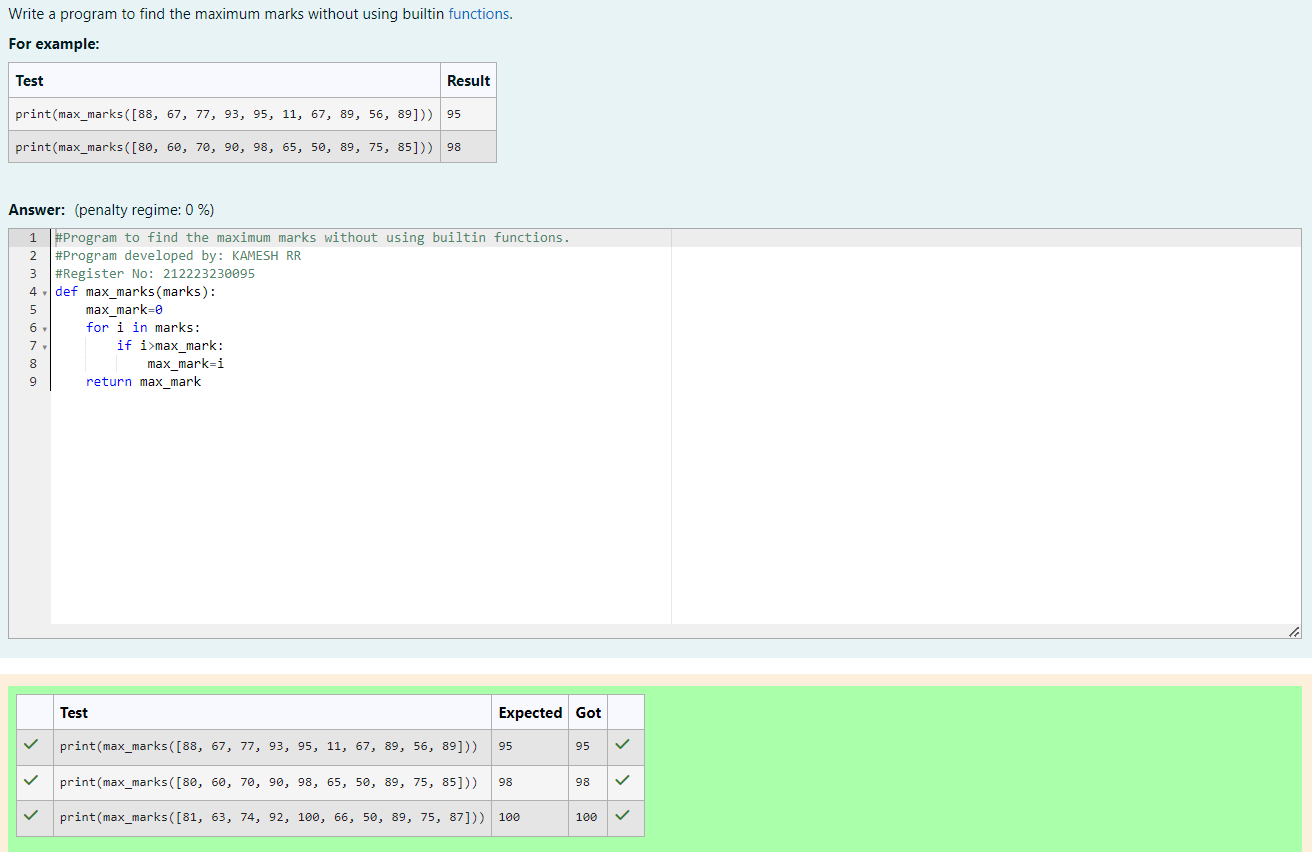 Write a program to find the maximum marks without using builtin functions.
For example:
Test Result
print(max_marks([88, 67, 77, 93, 95, 11, 67, 89, 56, 89])) 95
print(max_marks([80, 60, 70, 90, 98, 65, 50, 89, 75, 85])) 98
Answer: (penalty regime: 0 %)
1 #Program to find the maximum marks without using builtin functions.
2 #Program developed by: KAMESH RR
3 #Register No: 212223230095
4 def max_marks(marks):
5     max_mark=0
6     for i in marks:
7         if i>max_mark:
8             max_mark=i
9     return max_mark
Test Expected Got
print(max_marks([88, 67, 77, 93, 95, 11, 67, 89, 56, 89])) 95 95
print(max_marks([80, 60, 70, 90, 98, 65, 50, 89, 75, 85])) 98 98
print(max_marks([81, 63, 74, 92, 100, 66, 50, 89, 75, 87])) 100 100